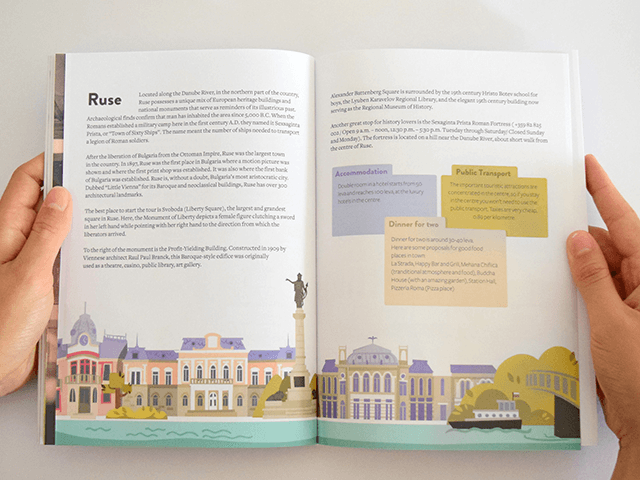 Ruse
Located along the Danube River, in the northern part of the country,
Ruse possesses a unique mix of European heritage buildings and
national monuments that serve as reminders of its illustrious past.
Archaeological finds confirm that man has inhabited the area since 5,000 B.C. When the
Romans established a military camp here in the first century A.D. they named it Sexaginta
Prista, or "Town of Sixty Ships". The name meant the number of ships needed to transport
a legion of Roman soldiers.
After the liberation of Bulgaria from the Ottoman Empire, Ruse was the largest town
in the country. In 1897, Ruse was the first place in Bulgaria where a motion picture was
shown and where the first print shop was established. It was also where the first bank
of Bulgaria was established. Ruse is, without a doubt, Bulgaria's most aristocratic city.
Dubbed "Little Vienna" for its Baroque and neoclassical buildings, Ruse has over 300
architectural landmarks.
The best place to start the tour is Svoboda (Liberty Square), the largest and grandest
square in Ruse. Here, the Monument of Liberty depicts a female figure clutching a sword
in her left hand while pointing with her right hand to the direction from which the
liberators arrived.
To the right of the monument is the Profit-Yielding Building. Constructed in 1909 by
Viennese architect Raul Paul Branck, this Baroque-style edifice was originally
used as a theatre, casino, public library, art gallery.
Alexander Battenberg Square is surrounded by the 19th century Hristo Botev school for
boys, the Lyuben Karavelov Regional Library, and the elegant 19th century building now
serving as the Regional Museum of History.
Another great stop for history lovers is the Sexaginta Prista Roman Fortress ( +359 82 825
002; Open 9 a.m. – noon, 12:30 p.m. – 5:30 p.m. Tuesday through Saturday; Closed Sunday
and Monday). The fortress is located on a hill near the Danube River, about short walk from
the centre of Ruse.
Accommodation
Double room in a hotel starts from 50
leva and reaches 100 leva, at the luxury
hotels in the centre.
Public Transport
The important touristic attractions are
concentrated in the centre, so if you stay
in the centre you won't need to use the
public transport. Taxis are very cheap,
0.80 per kilometre.
Dinner for two
Dinner for two is around 30-40 leva.
Here are some proposals for good food
places in town:
La Strada, Happy Bar and Grill, Mehana Chiflika
(traditional atmosphere and food), Buddha
House (with an amazing garden), Station Hall,
Pizzeria Roma (Pizza place)